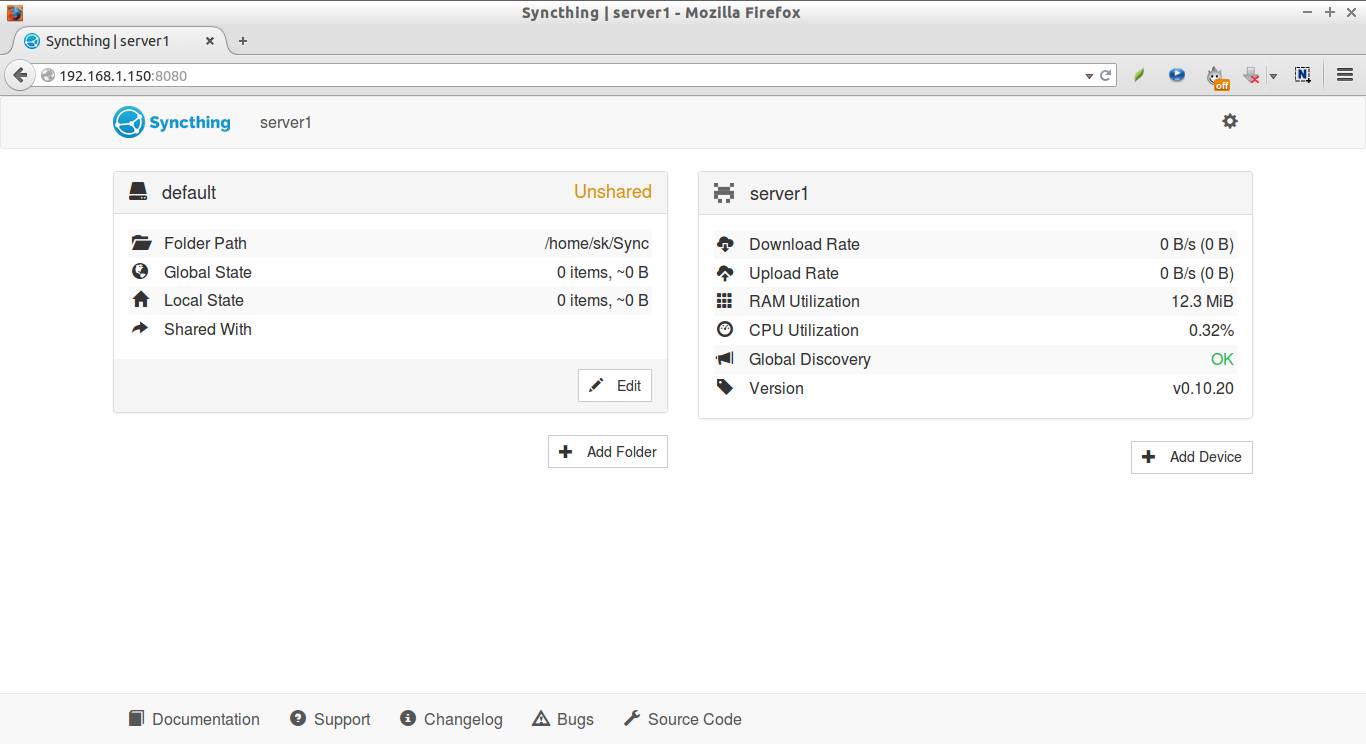 Syncthing | server1 - Mozilla Firefox
Syncthing | server1
192.168.1.150:8080
off
N
Syncthing server1
default Unshared
Folder Path /home/sk/Sync
Global State 0 items, ~0 B
Local State 0 items, ~0 B
Shared With
Edit
Add Folder
server1
Download Rate 0 B/s (0 B)
Upload Rate 0 B/s (0 B)
RAM Utilization 12.3 MiB
CPU Utilization 0.32%
Global Discovery OK
Version v0.10.20
Add Device
Documentation Support Changelog Bugs Source Code